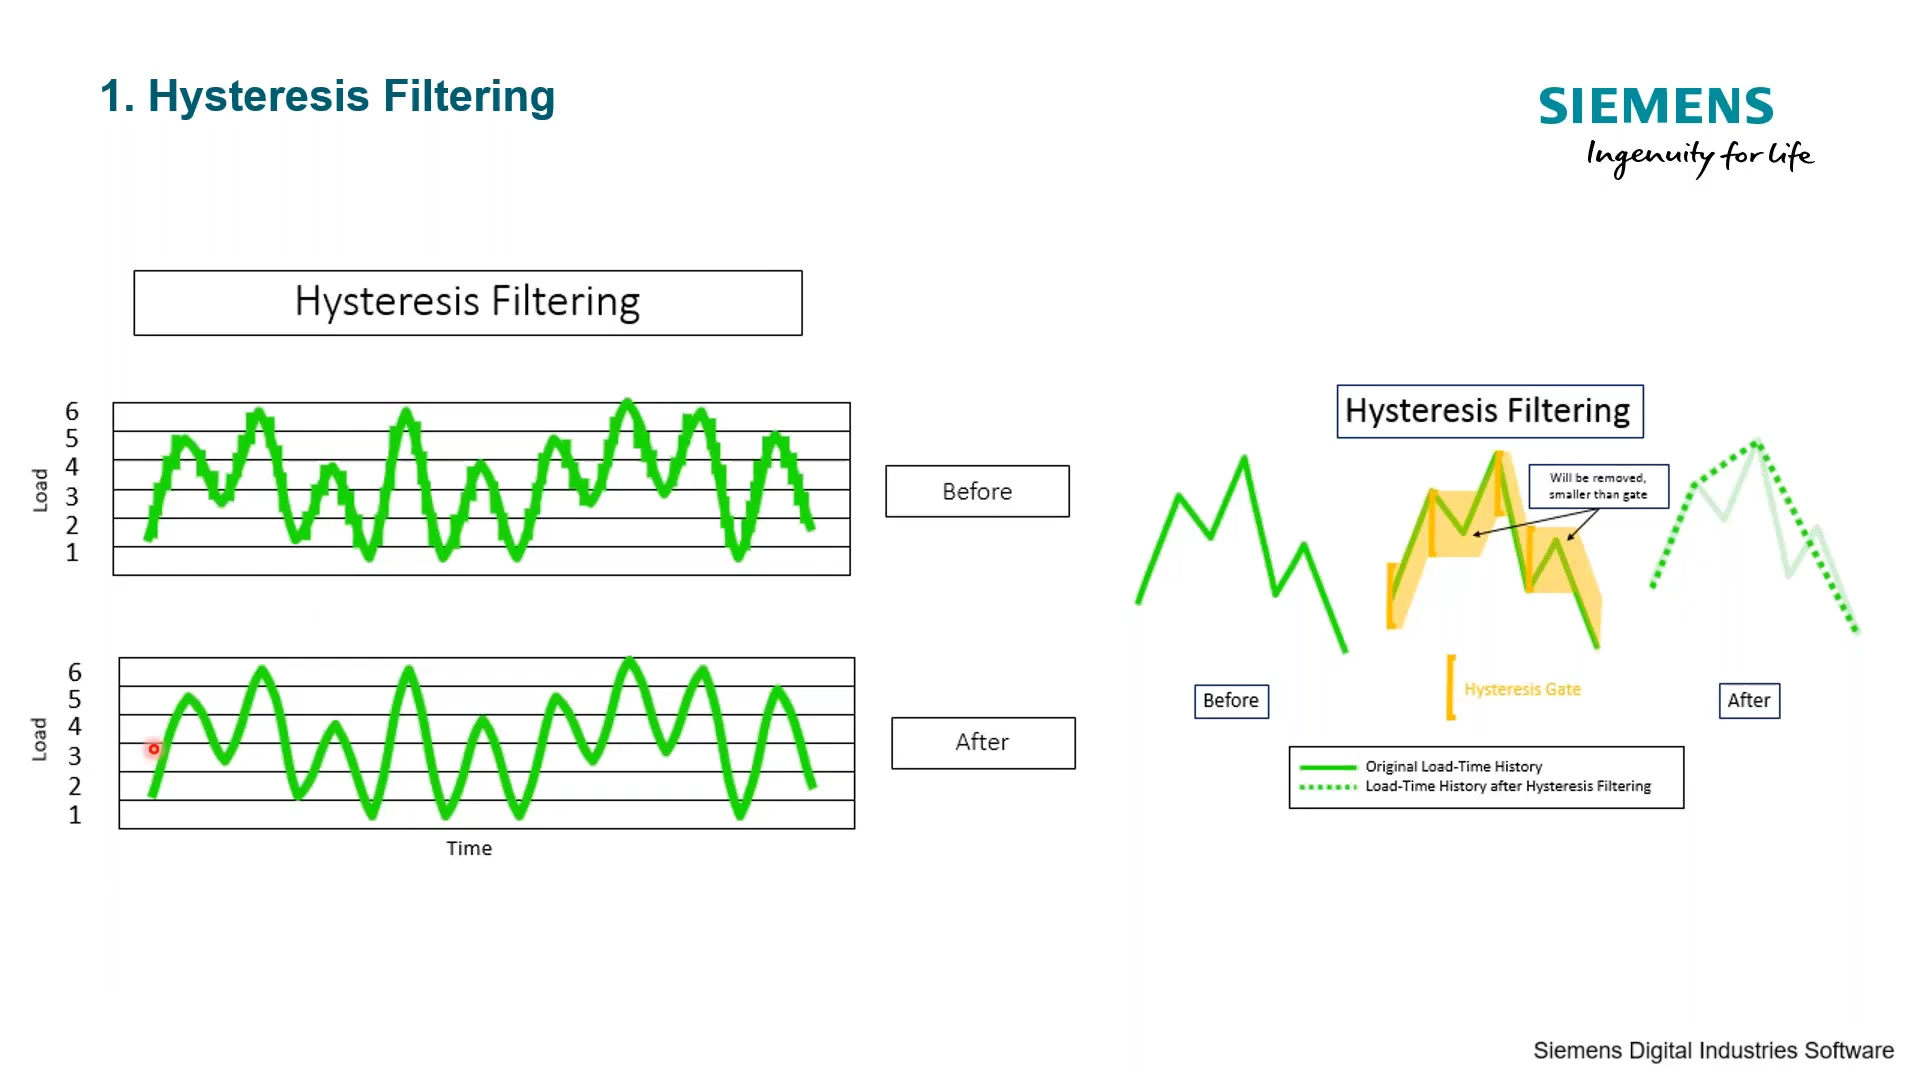 1. Hysteresis Filtering
SIEMENS
Ingenuity for life
Hysteresis Filtering
6
5
4
3
2
1
Load
Before
6
5
4
3
2
1
Load
After
Time
Hysteresis Filtering
Will be removed,
smaller than gate
Hysteresis Gate
Before
After
Original Load-Time History
Load-Time History after Hysteresis Filtering
Siemens Digital Industries Software